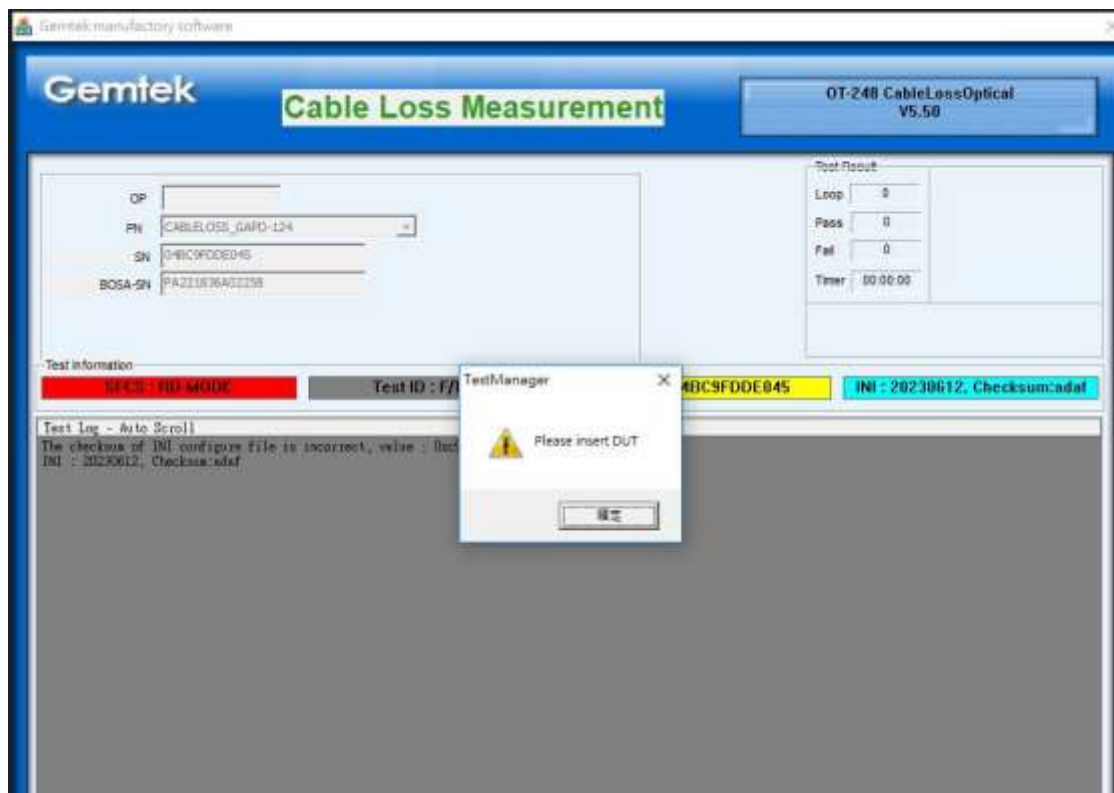 Gemtek manufactory software
Gemtek
Cable Loss Measurement
OT-248 CableLossOptical
V5.50
OP
PN
CABLELOSS_GAPD-124
SN
04BC9FDDE045
BOSA-SN
PA221836A02258
Test Result
Loop 0
Pass 0
Fail 0
Timer 00:00:00
Test Information
SFCS : RD-MODE
Test ID : F/
4BC9FDDE045
INI : 20230612, Checksum:adaf
Test Log - Auto Scroll
The checksum of INI configure file is incorrect, value :
INI : 20230612, Checksum:adaf
TestManager
Please insert DUT
確定